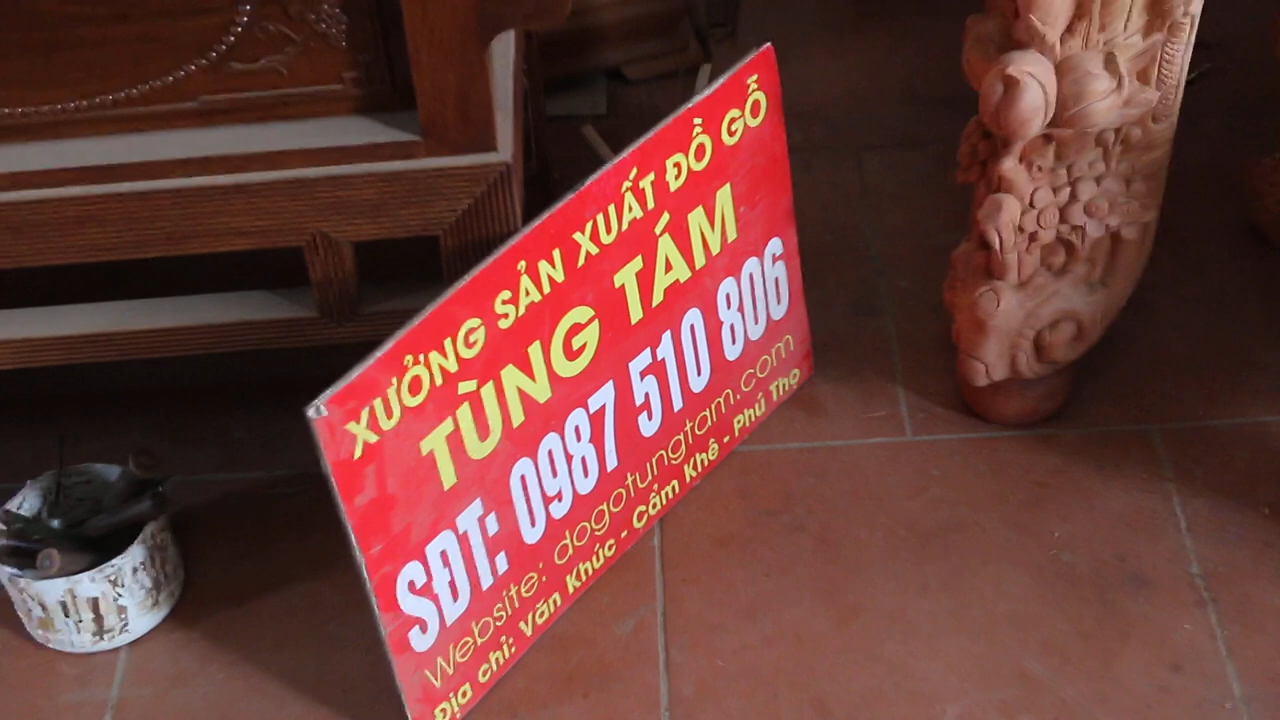 XƯỞNG SẢN XUẤT ĐỒ GỖ
TÙNG TÁM
SĐT: 0987 510 806
Website: dogotungtam.com
Địa chỉ: Văn Khúc - Cẩm Khê - Phú Thọ